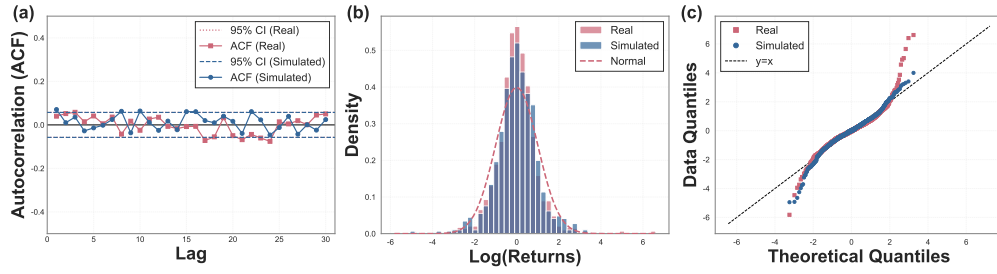 (a)
Autocorrelation (ACF)
0.4
0.2
0.0
-0.2
-0.4
95% CI (Real)
ACF (Real)
95% CI (Simulated)
ACF (Simulated)
0 5 10 15 20 25 30
Lag
(b)
Density
0.5
0.4
0.3
0.2
0.1
0.0
Real
Simulated
Normal
-6 -4 -2 0 2 4 6
Log(Returns)
(c)
Data Quantiles
6
4
2
0
-2
-4
-6
Real
Simulated
y=x
-6 -4 -2 0 2 4 6
Theoretical Quantiles